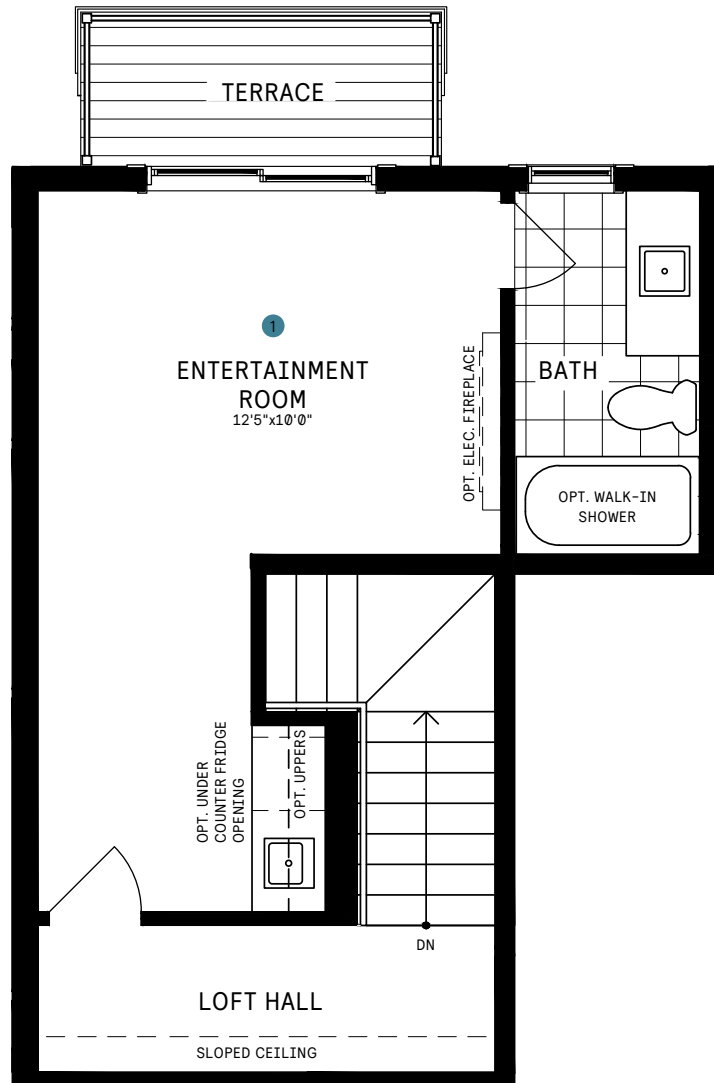 TERRACE
1
ENTERTAINMENT
ROOM
12'5"x10'0"
OPT. ELEC. FIREPLACE
BATH
OPT. WALK-IN
SHOWER
OPT. UNDER
COUNTER FRIDGE
OPENING
OPT. UPPERS
DN
LOFT HALL
SLOPED CEILING